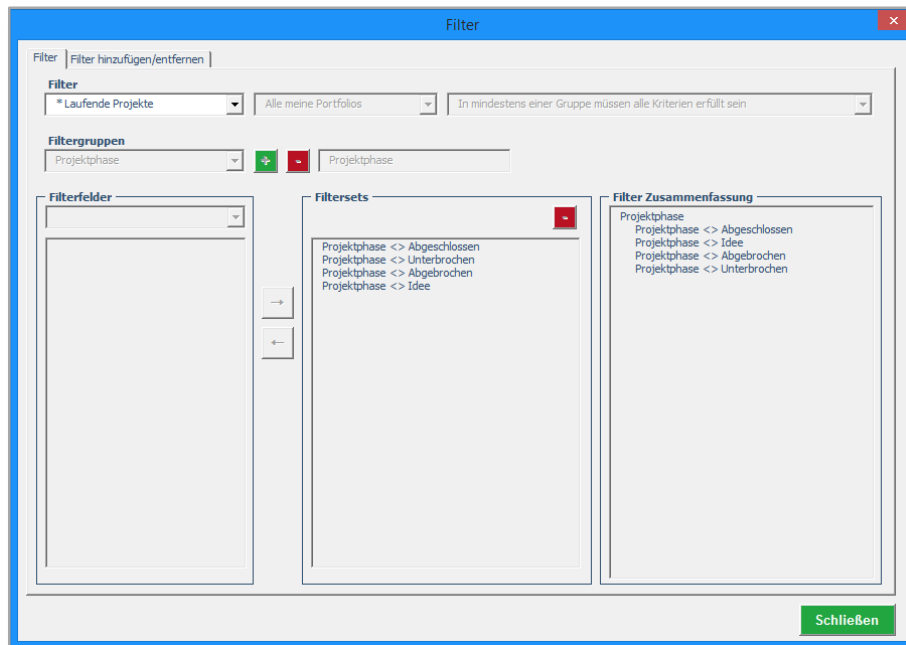 Filter
Filter Filter hinzufügen/entfernen
Filter
* Laufende Projekte Alle meine Portfolios In mindestens einer Gruppe müssen alle Kriterien erfüllt sein
Filtergruppen
Projektphase + - Projektphase
Filterfelder Filtersets Filter Zusammenfassung
-
Projektphase
Projektphase <> Abgeschlossen
Projektphase <> Unterbrochen
Projektphase <> Abgebrochen
Projektphase <> Idee
Projektphase <> Abgeschlossen
Projektphase <> Idee
Projektphase <> Abgebrochen
Projektphase <> Unterbrochen
→
←
Schließen